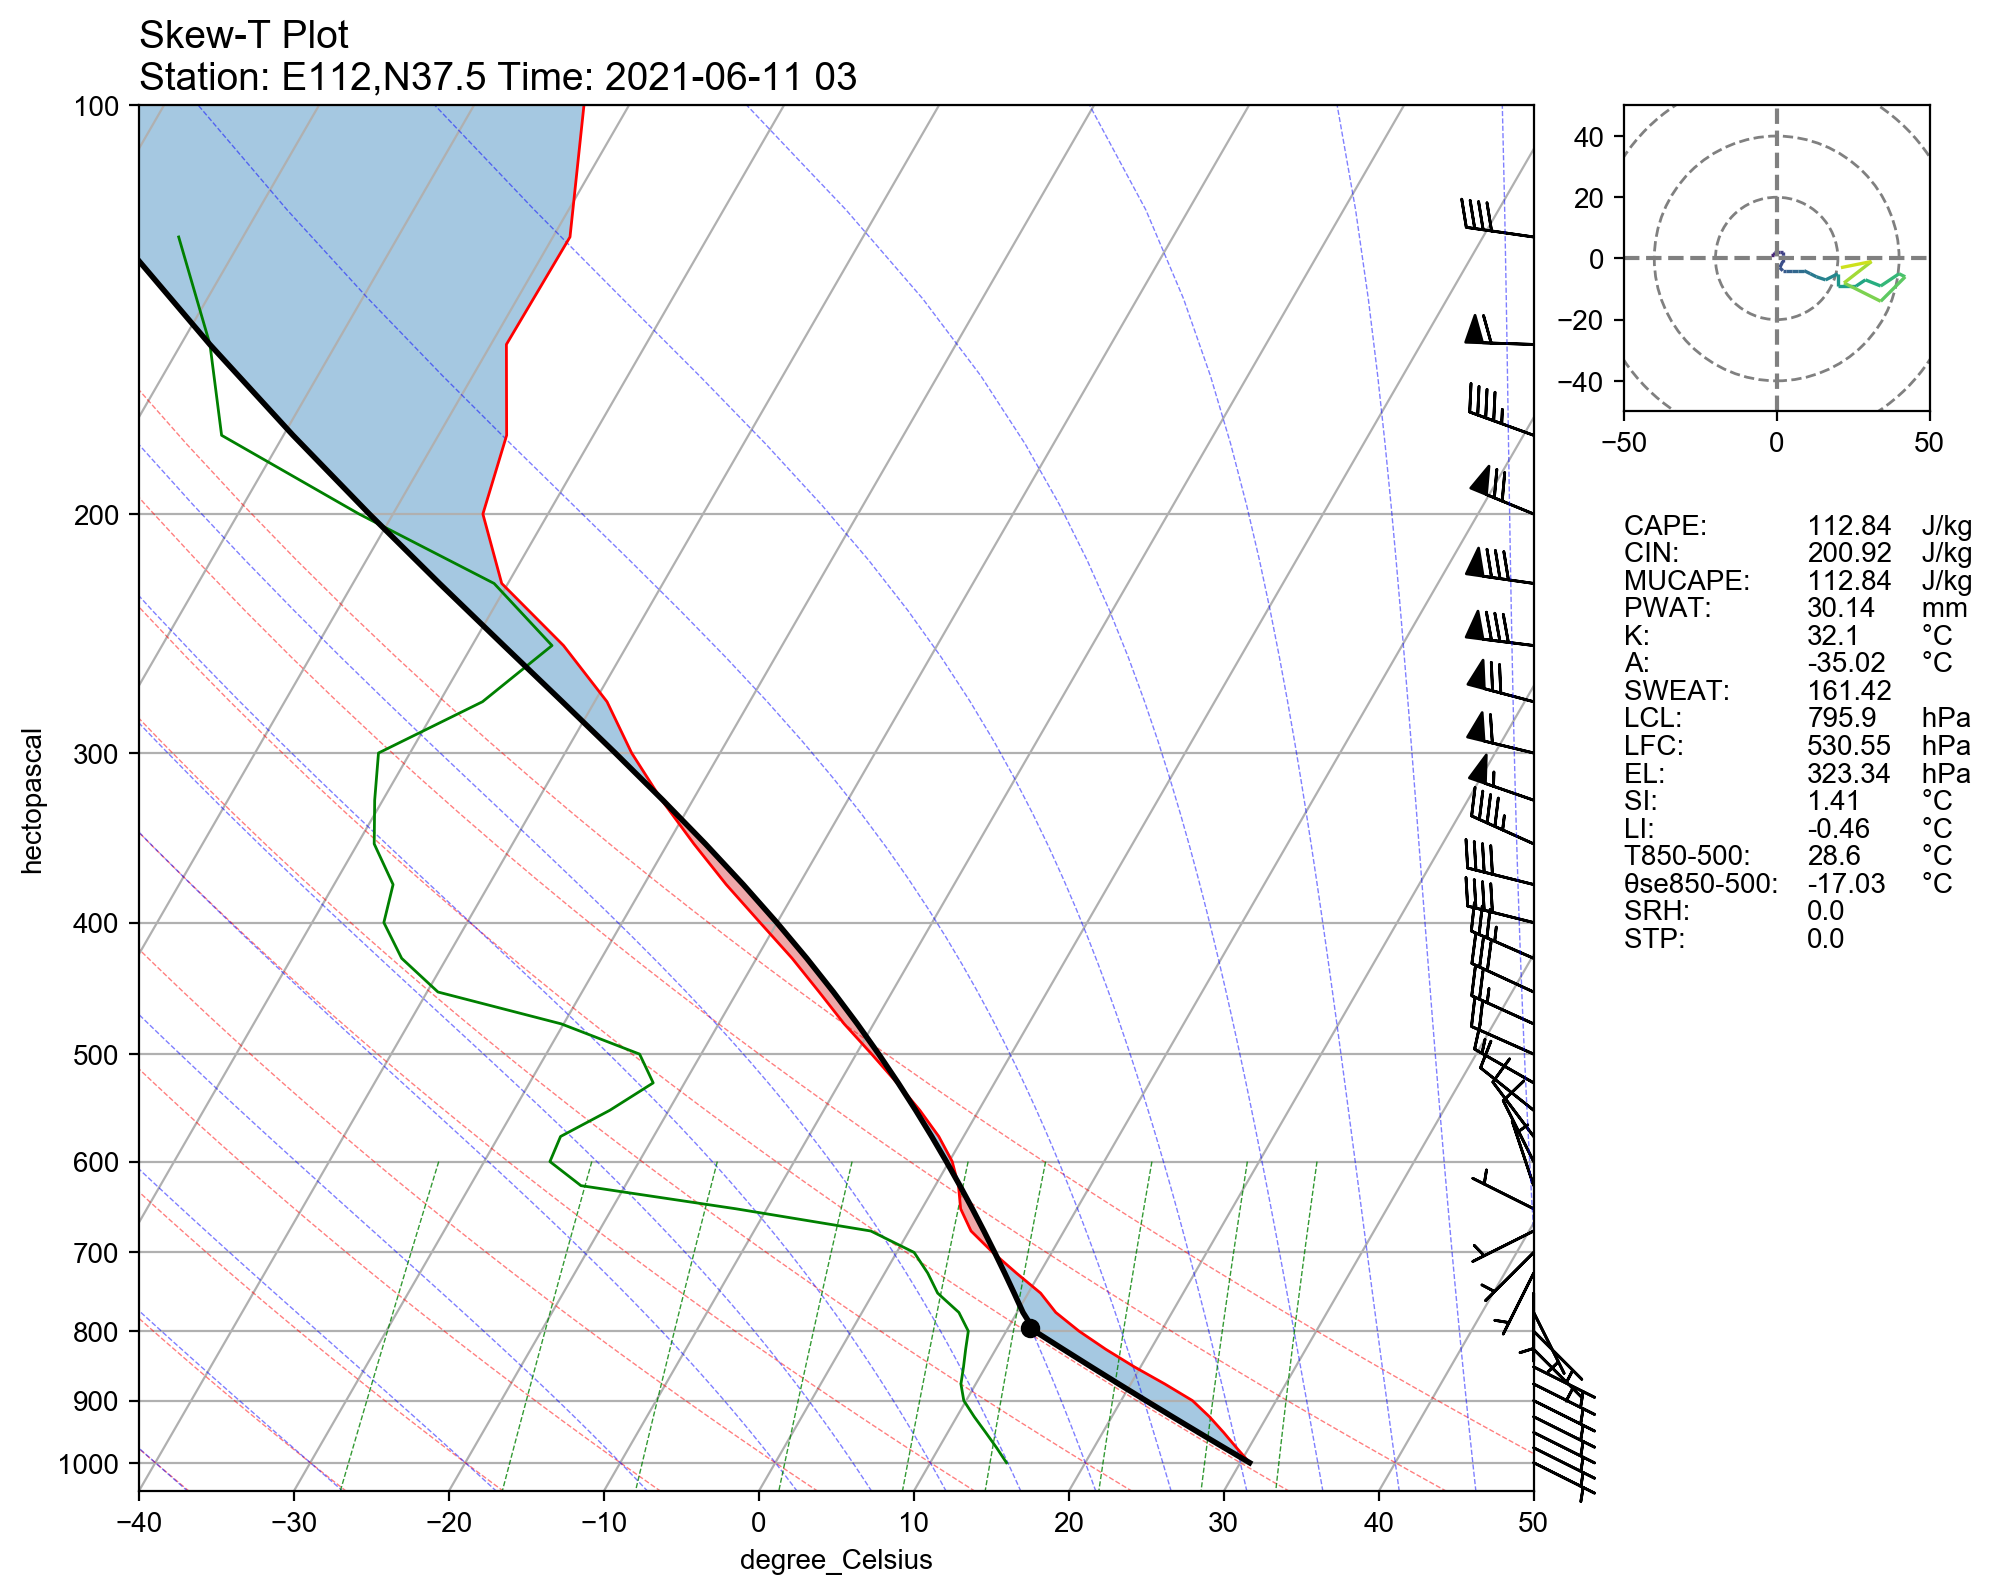 Skew-T Plot
Station: E112,N37.5 Time: 2021-06-11 03
100
200
300
400
500
600
700
800
900
1000
hectopascal
−40 −30 −20 −10 0 10 20 30 40 50
degree_Celsius
40
20
0
−20
−40
−50 0 50
CAPE: 112.84 J/kg
CIN: 200.92 J/kg
MUCAPE: 112.84 J/kg
PWAT: 30.14 mm
K: 32.1 °C
A: -35.02 °C
SWEAT: 161.42
LCL: 795.9 hPa
LFC: 530.55 hPa
EL: 323.34 hPa
SI: 1.41 °C
LI: -0.46 °C
T850-500: 28.6 °C
θse850-500: -17.03 °C
SRH: 0.0
STP: 0.0